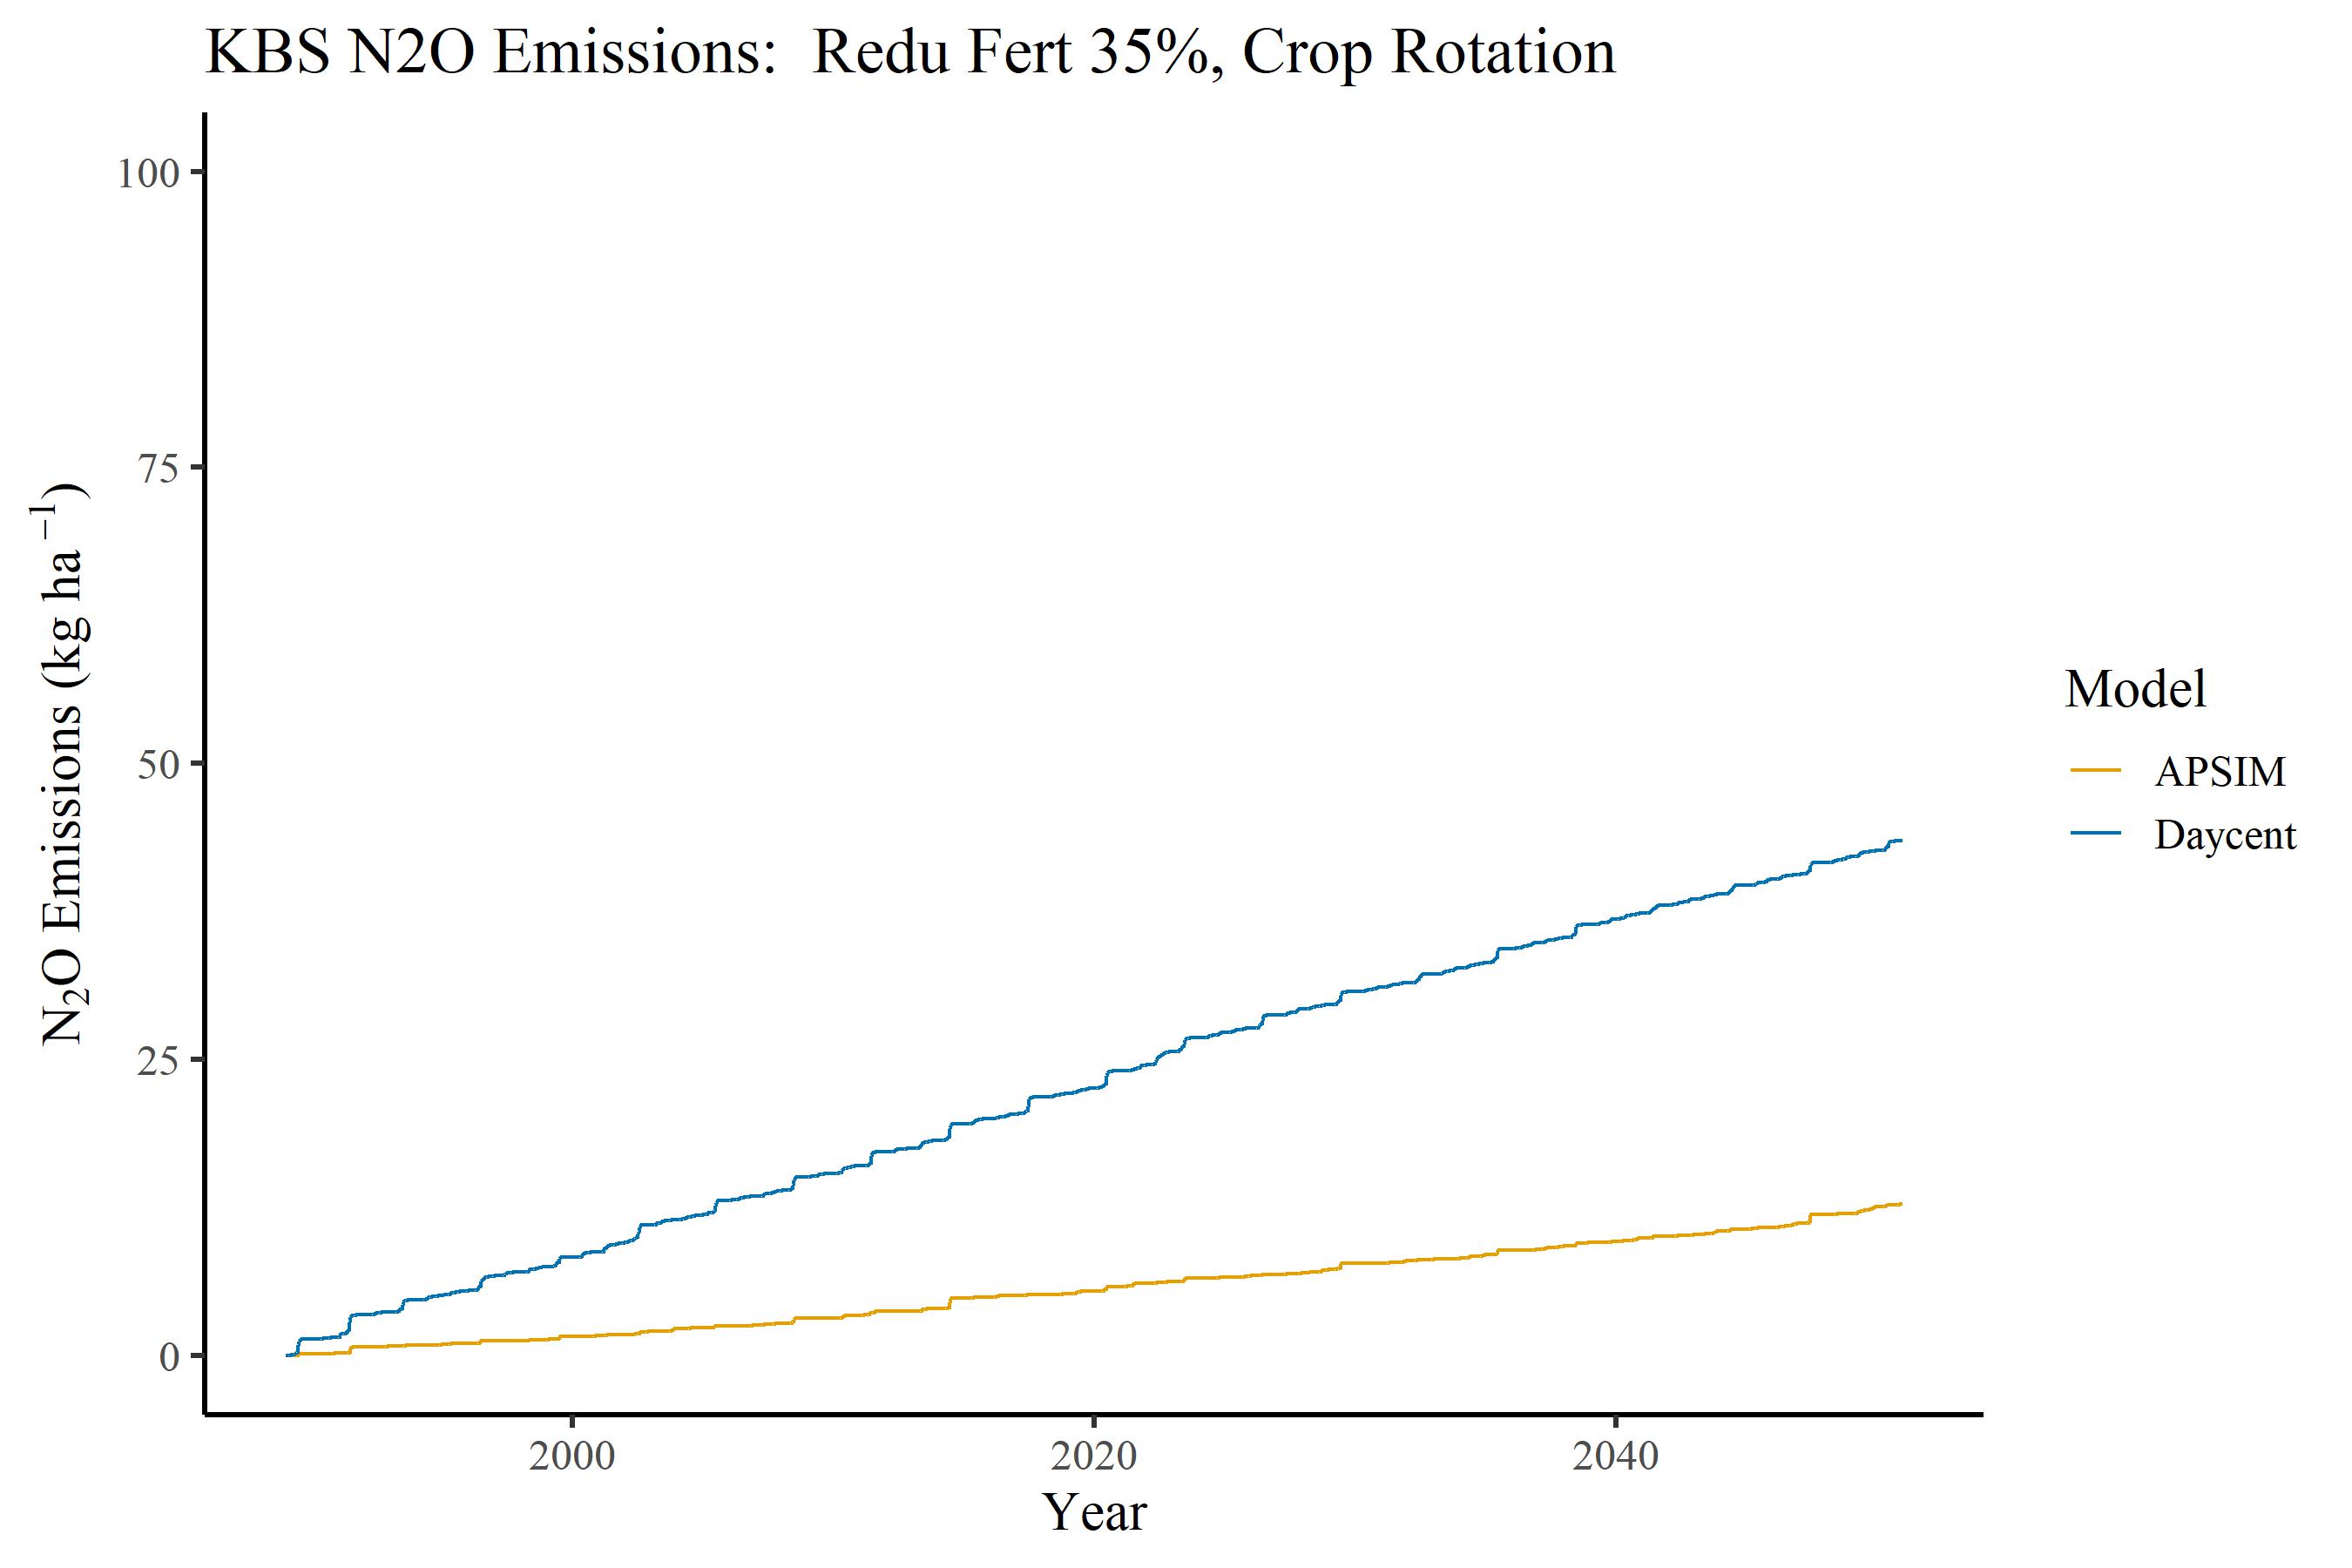 KBS N2O Emissions:  Redu Fert 35%, Crop Rotation
N₂O Emissions (kg ha ⁻¹)
100
75
50
25
0
2000 2020 2040
Year
Model
APSIM
Daycent